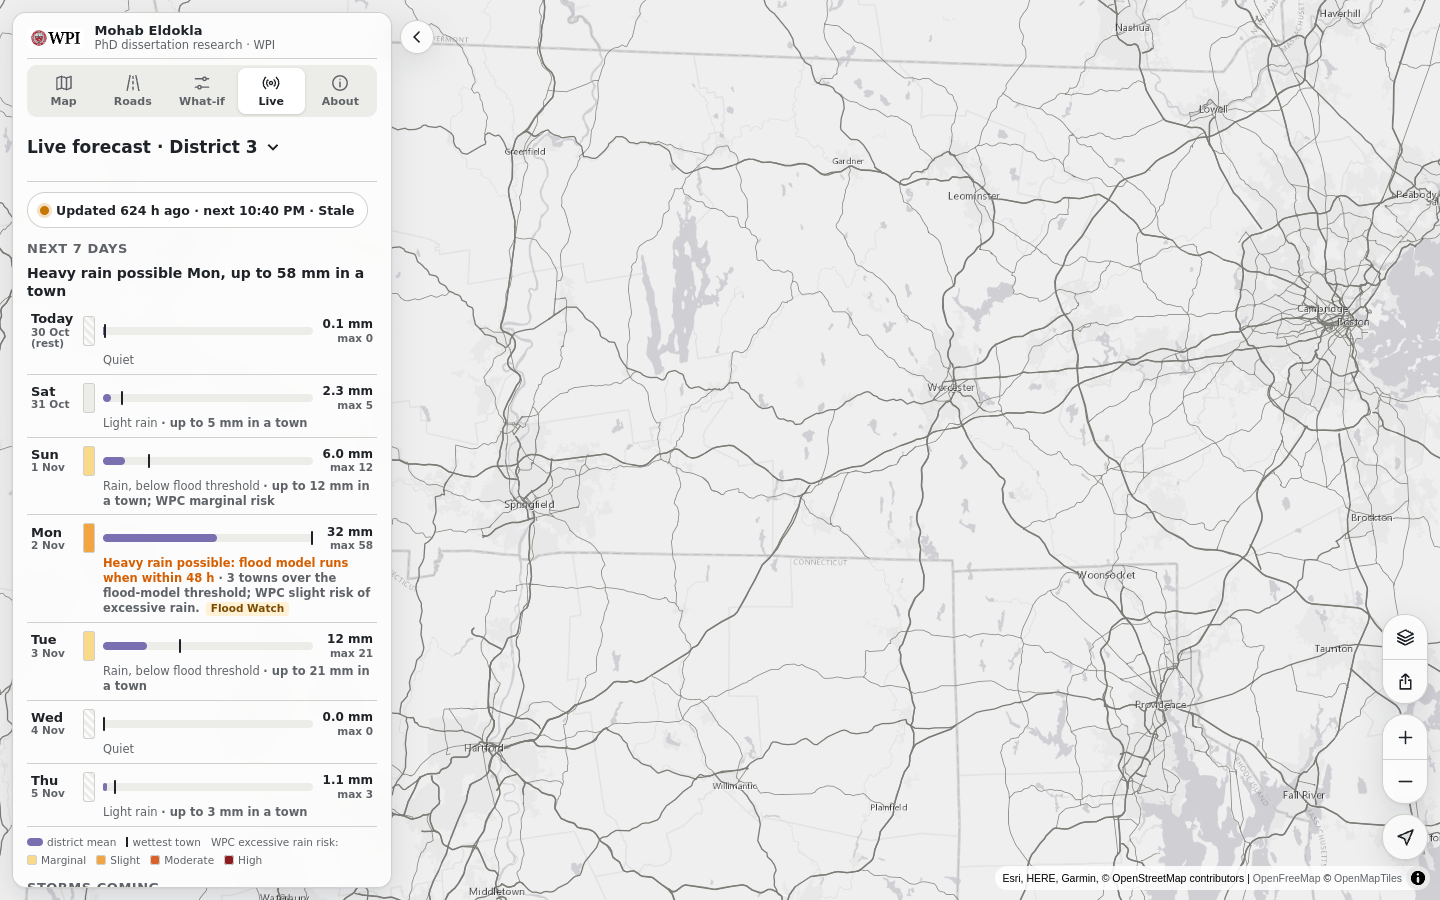 WPI
Mohab Eldokla
PhD dissertation research · WPI
Map
Roads
What-if
Live
About
Live forecast · District 3
Updated 624 h ago · next 10:40 PM · Stale
NEXT 7 DAYS
Heavy rain possible Mon, up to 58 mm in a
town
Today
30 Oct
(rest)
0.1 mm
max 0
Quiet
Sat
31 Oct
2.3 mm
max 5
Light rain · up to 5 mm in a town
Sun
1 Nov
6.0 mm
max 12
Rain, below flood threshold · up to 12 mm in
a town; WPC marginal risk
Mon
2 Nov
32 mm
max 58
Heavy rain possible: flood model runs
when within 48 h · 3 towns over the
flood-model threshold; WPC slight risk of
excessive rain. Flood Watch
Tue
3 Nov
12 mm
max 21
Rain, below flood threshold · up to 21 mm in
a town
Wed
4 Nov
0.0 mm
max 0
Quiet
Thu
5 Nov
1.1 mm
max 3
Light rain · up to 3 mm in a town
district mean wettest town WPC excessive rain risk:
Marginal Slight Moderate High
STORMS COMING
Nashua
Haverhill
VERMONT
Lowell
Greenfield
Gardner
Leominster
Peabody
Cambridge
Boston
Worcester
Springfield
Brockton
CONNECTICUT
Woonsocket
Taunton
Providence
Hartford
Willimantic
Plainfield
Fall River
Middletown
Waterbury
Esri, HERE, Garmin, © OpenStreetMap contributors | OpenFreeMap © OpenMapTiles